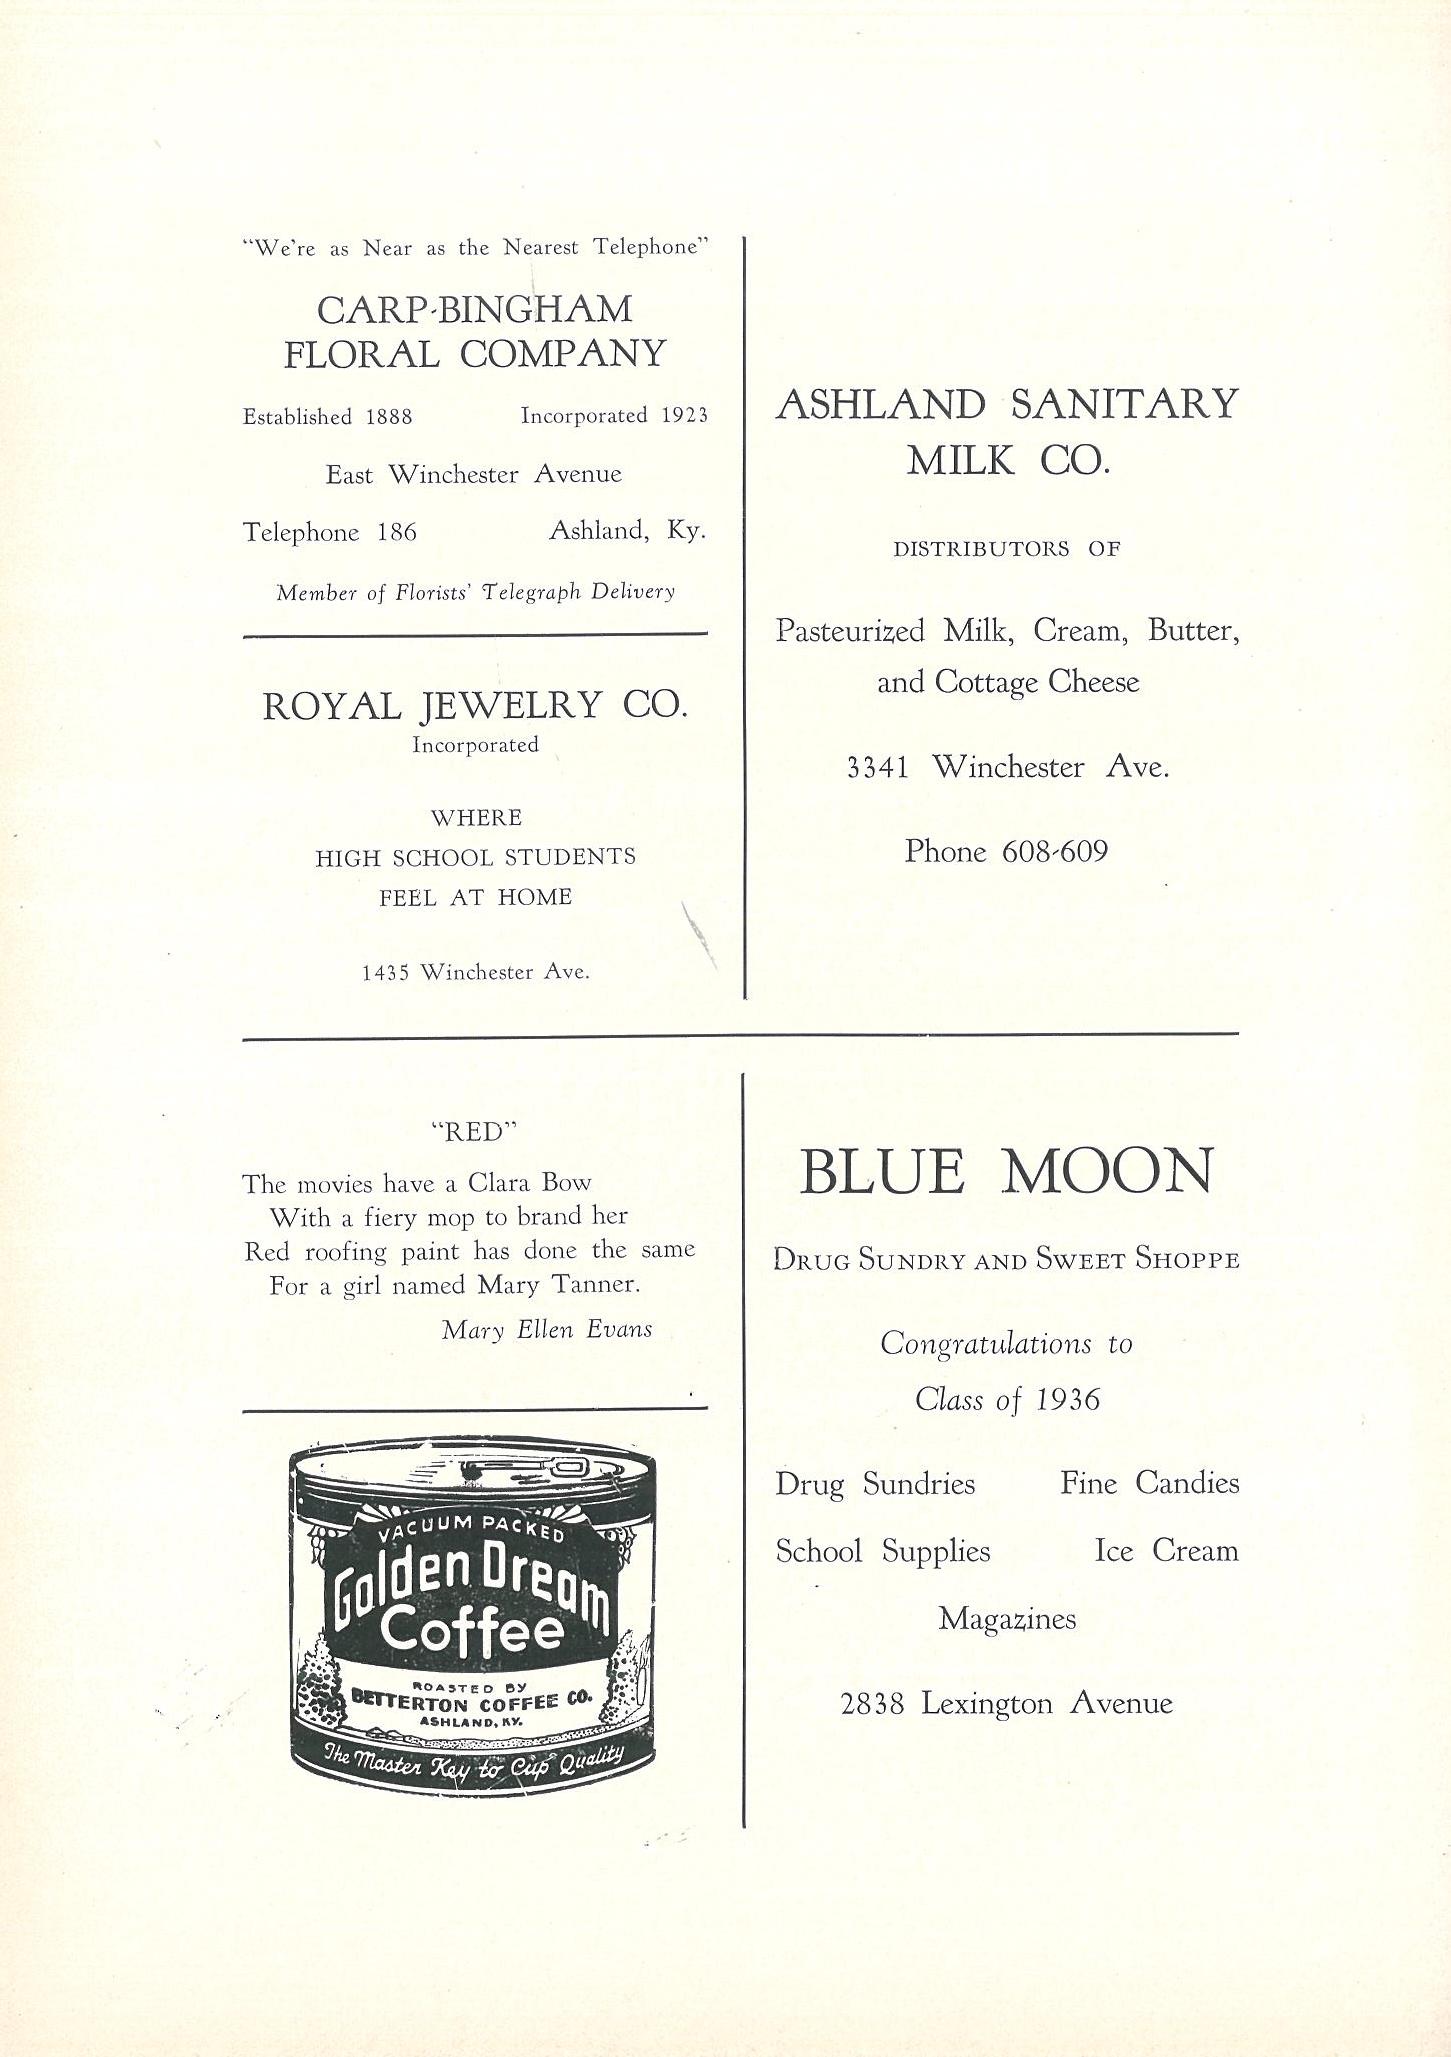 “We're as Near as the Nearest Telephone”
CARP-BINGHAM
FLORAL COMPANY
Established 1888 Incorporated 1923
East Winchester Avenue
Telephone 186 Ashland, Ky.
Member of Florists' Telegraph Delivery
ROYAL JEWELRY CO.
Incorporated
WHERE
HIGH SCHOOL STUDENTS
FEEL AT HOME
1435 Winchester Ave.
ASHLAND SANITARY
MILK CO.
DISTRIBUTORS OF
Pasteurized Milk, Cream, Butter,
and Cottage Cheese
3341 Winchester Ave.
Phone 608-609
“RED”
The movies have a Clara Bow
With a fiery mop to brand her
Red roofing paint has done the same
For a girl named Mary Tanner.
Mary Ellen Evans
VACUUM PACKED
Golden Dream
Coffee
ROASTED BY
BETTERTON COFFEE CO.
ASHLAND, KY.
The Master Key to Cup Quality
BLUE MOON
DRUG SUNDRY AND SWEET SHOPPE
Congratulations to
Class of 1936
Drug Sundries Fine Candies
School Supplies Ice Cream
Magazines
2838 Lexington Avenue